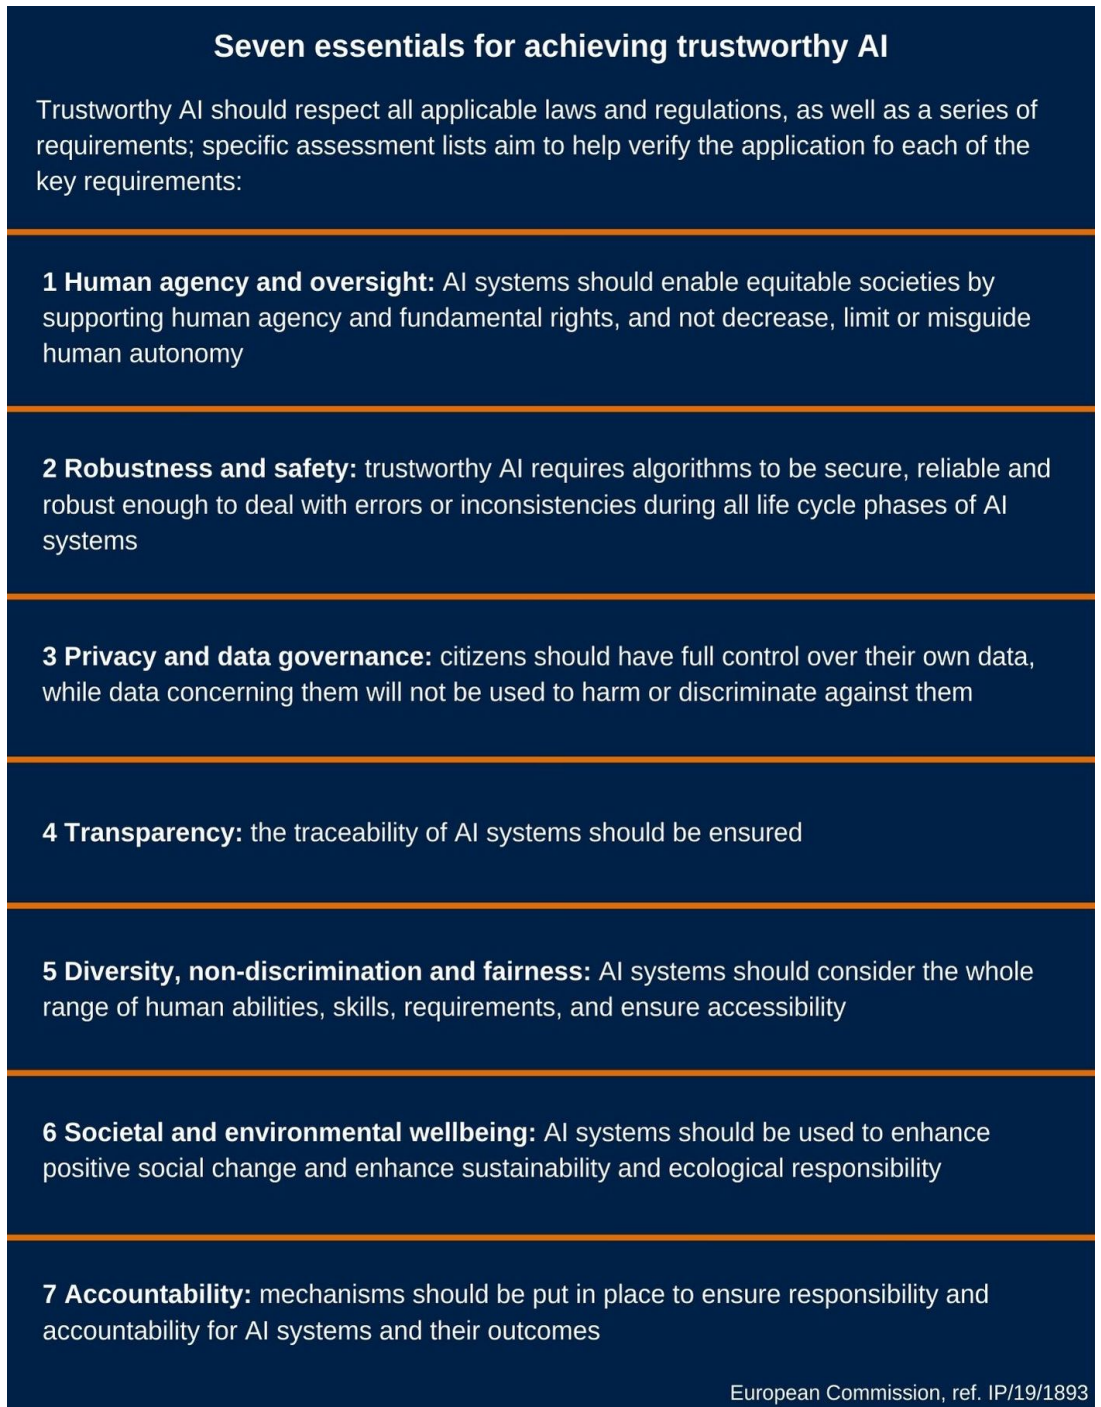 Seven essentials for achieving trustworthy AI
Trustworthy AI should respect all applicable laws and regulations, as well as a series of
requirements; specific assessment lists aim to help verify the application fo each of the
key requirements:
1 Human agency and oversight: AI systems should enable equitable societies by
supporting human agency and fundamental rights, and not decrease, limit or misguide
human autonomy
2 Robustness and safety: trustworthy AI requires algorithms to be secure, reliable and
robust enough to deal with errors or inconsistencies during all life cycle phases of AI
systems
3 Privacy and data governance: citizens should have full control over their own data,
while data concerning them will not be used to harm or discriminate against them
4 Transparency: the traceability of AI systems should be ensured
5 Diversity, non-discrimination and fairness: AI systems should consider the whole
range of human abilities, skills, requirements, and ensure accessibility
6 Societal and environmental wellbeing: AI systems should be used to enhance
positive social change and enhance sustainability and ecological responsibility
7 Accountability: mechanisms should be put in place to ensure responsibility and
accountability for AI systems and their outcomes
European Commission, ref. IP/19/1893